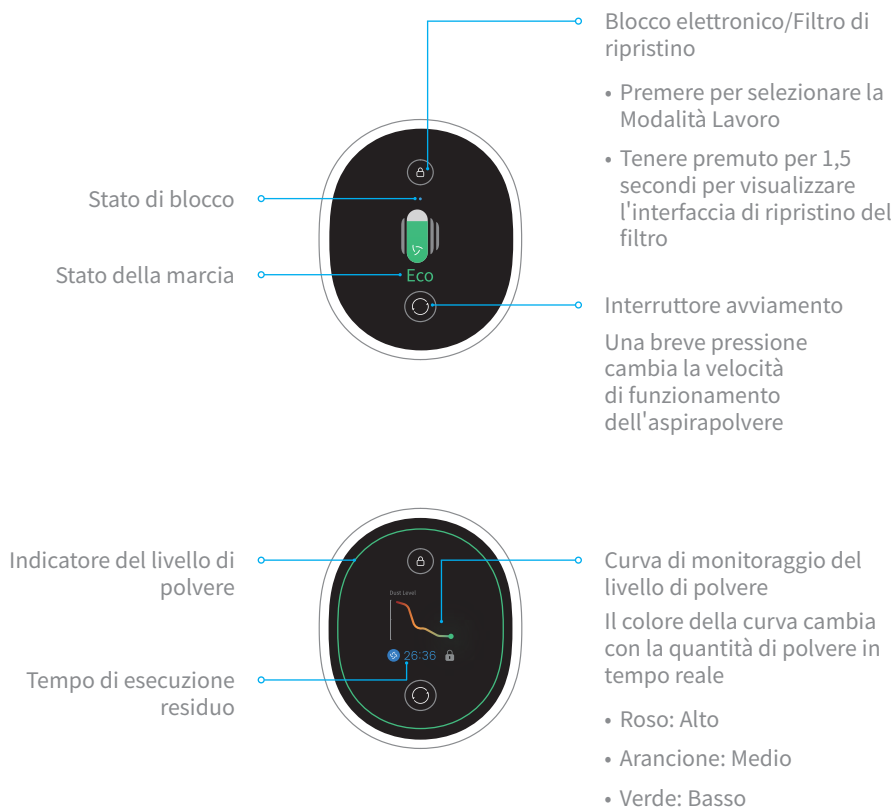 Blocco elettronico/Filtro di
ripristino
• Premere per selezionare la
Modalità Lavoro
• Tenere premuto per 1,5
secondi per visualizzare
l'interfaccia di ripristino del
filtro
Stato di blocco
Stato della marcia
Eco
Interruttore avviamento
Una breve pressione
cambia la velocità
di funzionamento
dell'aspirapolvere
Indicatore del livello di
polvere
Dust Level
26:36
Tempo di esecuzione
residuo
Curva di monitoraggio del
livello di polvere
Il colore della curva cambia
con la quantità di polvere in
tempo reale
• Roso: Alto
• Arancione: Medio
• Verde: Basso